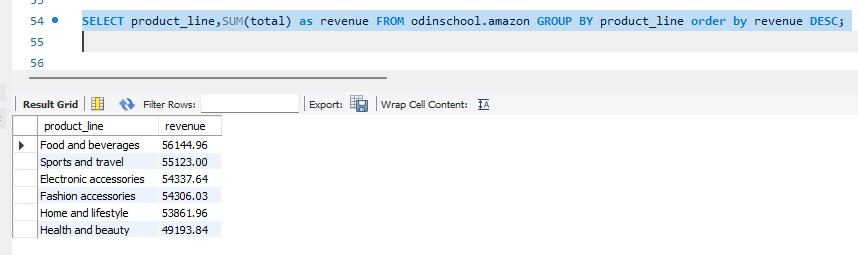 54 SELECT product_line,SUM(total) as revenue FROM odinschool.amazon GROUP BY product_line order by revenue DESC;
55
56
Result Grid Filter Rows: Export: Wrap Cell Content: IA
product_line revenue
Food and beverages 56144.96
Sports and travel 55123.00
Electronic accessories 54337.64
Fashion accessories 54306.03
Home and lifestyle 53861.96
Health and beauty 49193.84